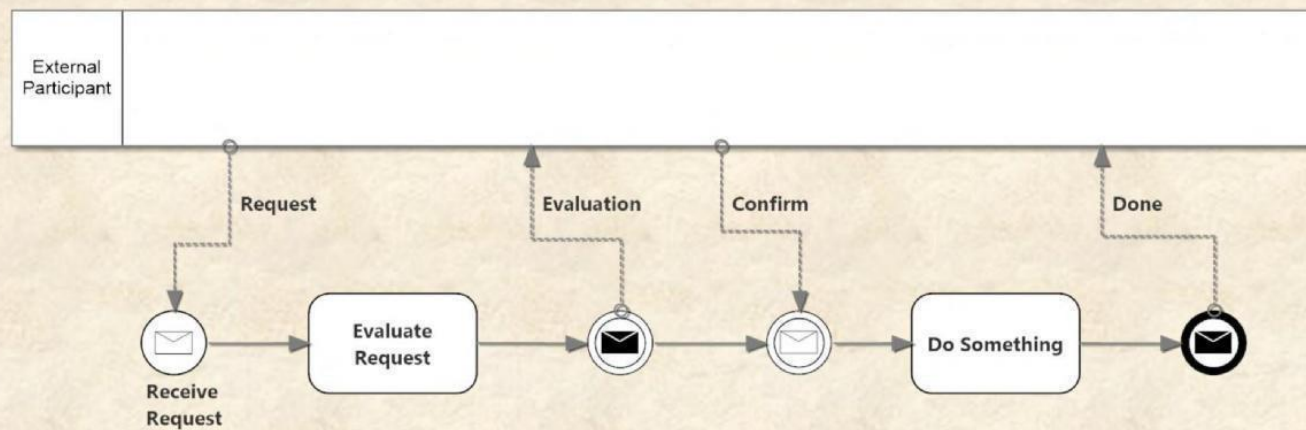 External
Participant
Request
Evaluation
Confirm
Done
Evaluate
Request
Do Something
Receive
Request